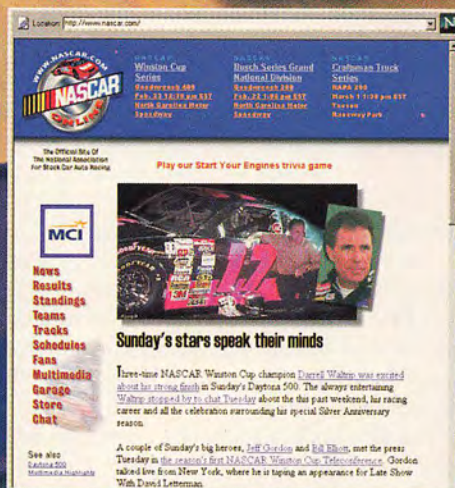 Location: http://www.nascar.com/
N
WWW.NASCAR.COM
NASCAR
ONLINE
NASCAR
Winston Cup
Series
Goodwrench 400
Feb. 23 12:30 pm EST
North Carolina Motor
Speedway
NASCAR
Busch Series Grand
National Division
Goodwrench 200
Feb. 22 1:00 pm EST
North Carolina Motor
Speedway
NASCAR
Craftsman Truck
Series
NAPA 200
March 1 1:30 pm EST
Tucson
Raceway Park
The Official Site Of
The National Association
For Stock Car Auto Racing
Play our Start Your Engines trivia game
MCI
News
Results
Standings
Teams
Tracks
Schedules
Fans
Multimedia
Garage
Store
Chat
See also
Daytona 500
Multimedia Highlights
GOODYEAR
RCA
17
Sunday's stars speak their minds
Three-time NASCAR Winston Cup champion Darrell Waltrip was excited
about his strong finish in Sunday's Daytona 500. The always entertaining
Waltrip stopped by to chat Tuesday about the this past weekend, his racing
career and all the celebration surrounding his special Silver Anniversary
season.
A couple of Sunday's big heroes, Jeff Gordon and Bill Elliott, met the press
Tuesday in the season's first NASCAR Winston Cup Teleconference. Gordon
talked live from New York, where he is taping an appearance for Late Show
With David Letterman.